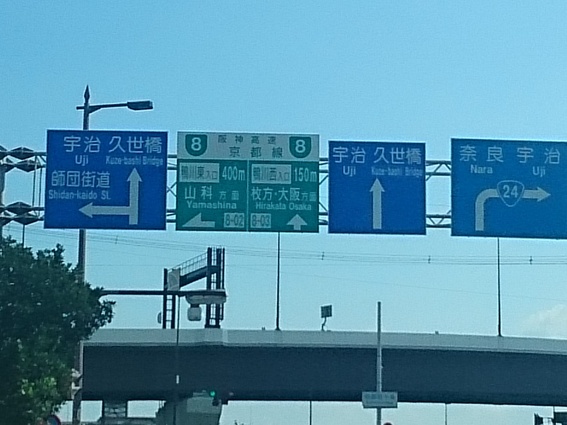 宇治 久世橋
Uji Kuze-bashi Bridge
師団街道
Shidan-kaido St.
8 阪神高速 8
京都線
鴨川東入口 400m
山科方面
Yamashina
8-02
鴨川西入口 150m
枚方・大阪方面
Hirakata Osaka
8-03
宇治 久世橋
Uji Kuze-bashi Bridge
奈良 宇治
Nara Uji
24